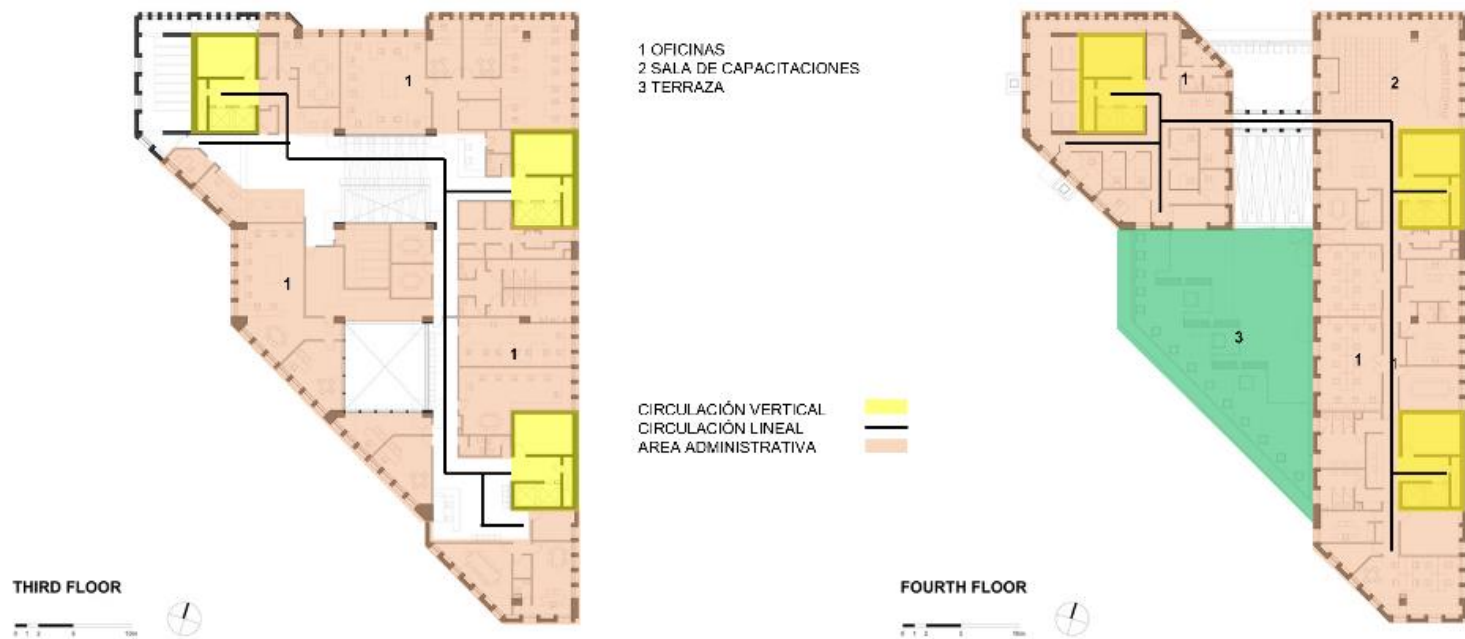 1 OFICINAS
2 SALA DE CAPACITACIONES
3 TERRAZA
1
1
1
1
2
3
1
1
CIRCULACIÓN VERTICAL
CIRCULACIÓN LINEAL
AREA ADMINISTRATIVA
THIRD FLOOR
FOURTH FLOOR